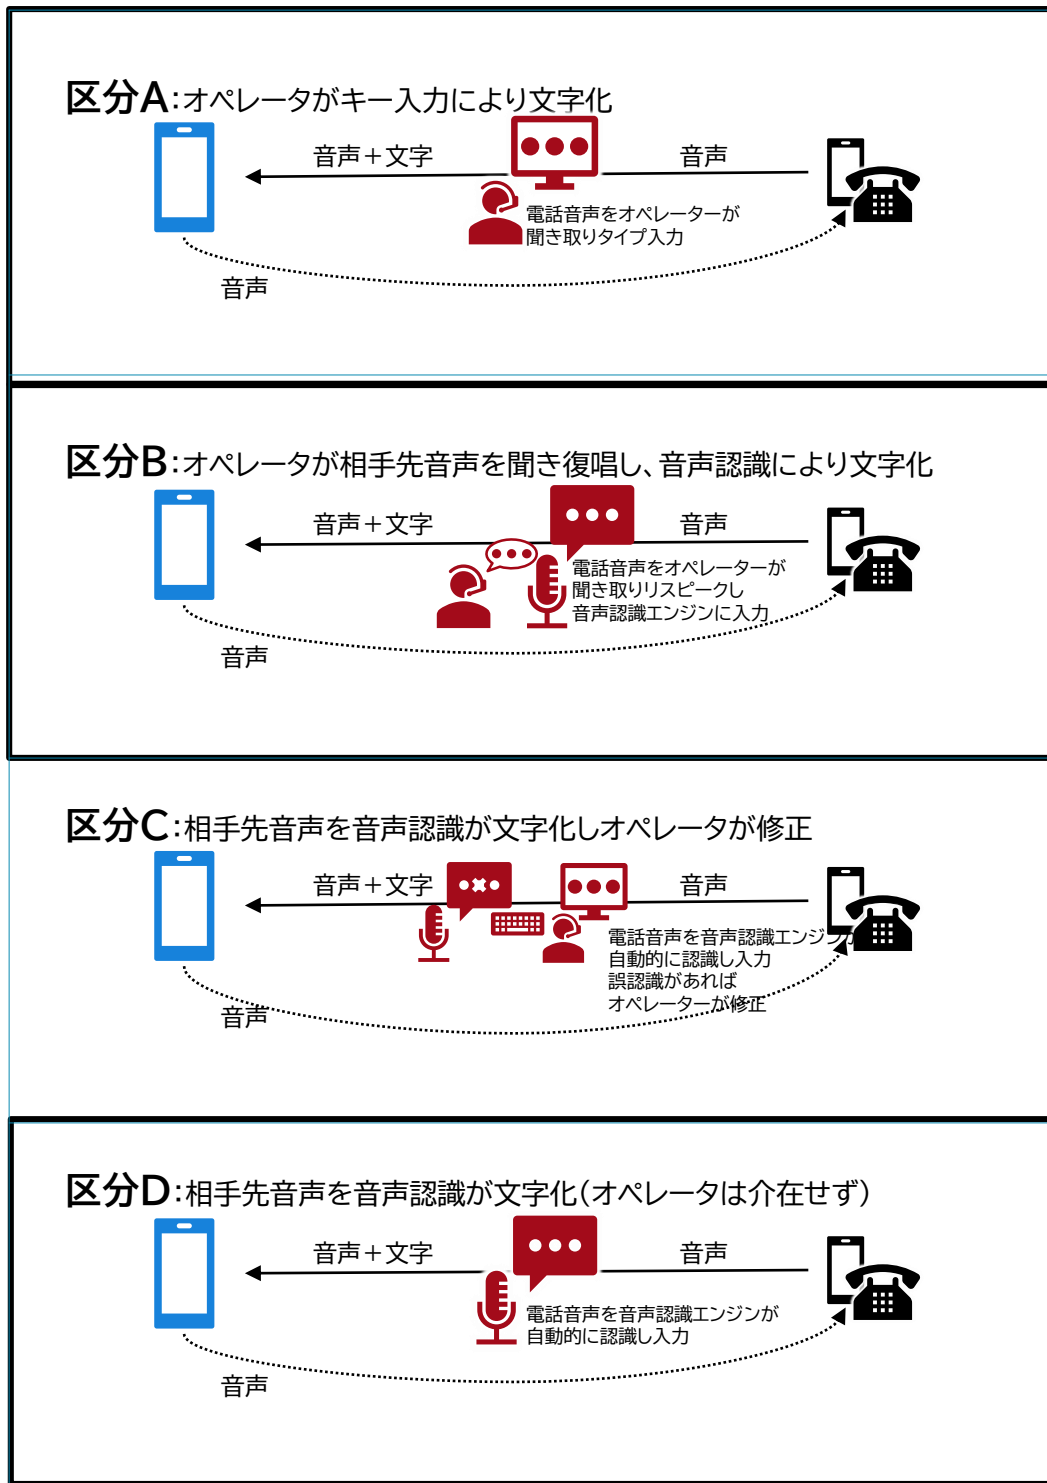 区分A：オペレータがキー入力により文字化
音声＋文字
音声
電話音声をオペレーターが
聞き取りタイプ入力
音声
区分B：オペレータが相手先音声を聞き復唱し、音声認識により文字化
音声＋文字
音声
電話音声をオペレーターが
聞き取りリスピークし
音声認識エンジンに入力
音声
区分C：相手先音声を音声認識が文字化しオペレータが修正
音声＋文字
音声
電話音声を音声認識エンジンが
自動的に認識し入力
誤認識があれば
オペレーターが修正
音声
区分D：相手先音声を音声認識が文字化（オペレータは介在せず）
音声＋文字
音声
電話音声を音声認識エンジンが
自動的に認識し入力
音声